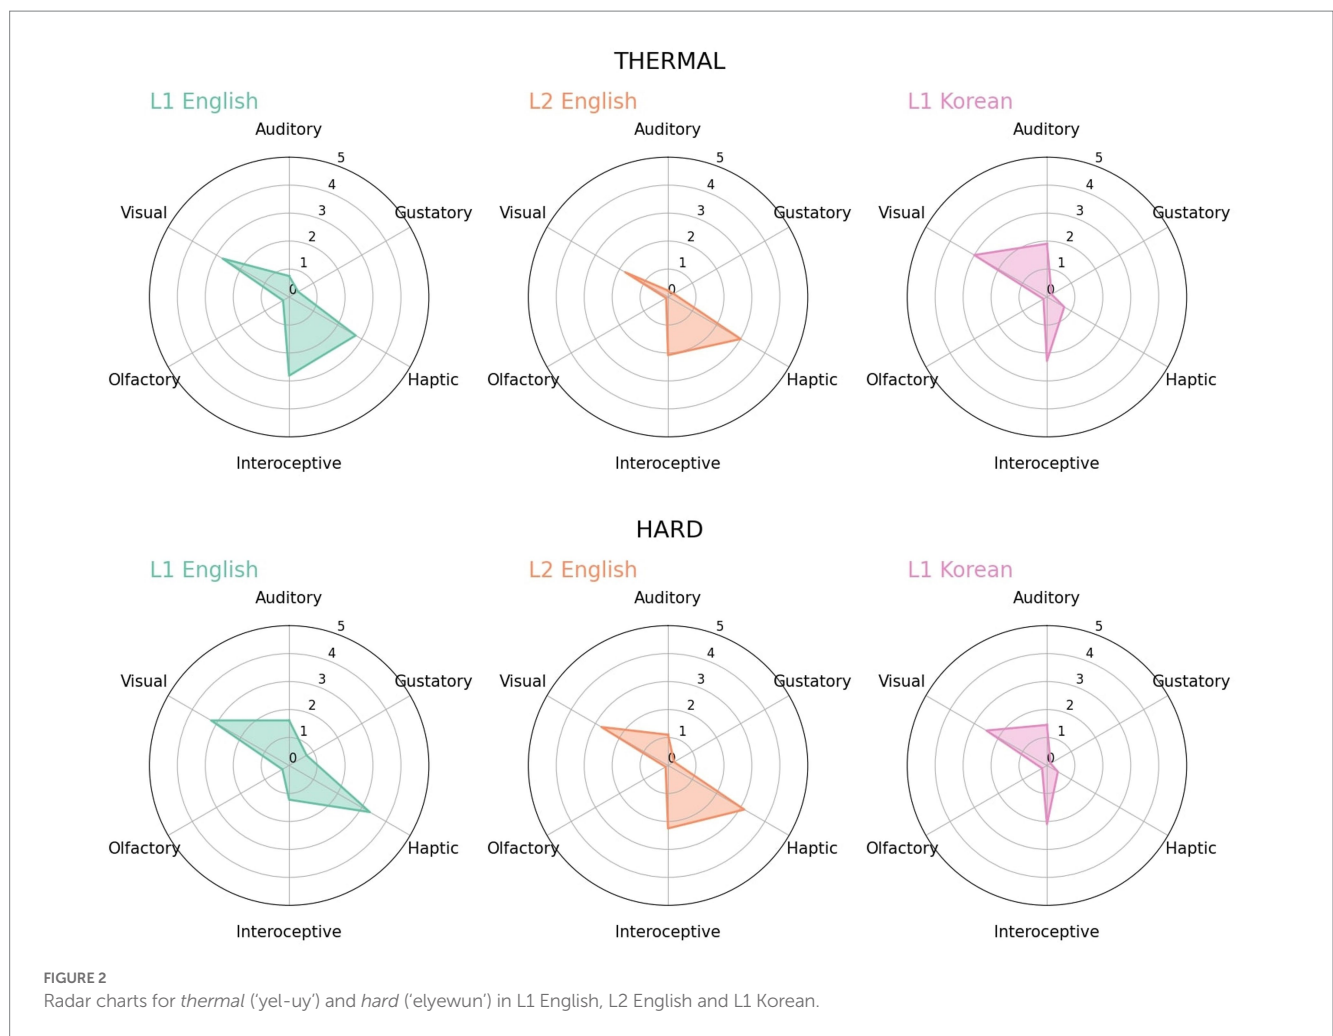 THERMAL
L1 English
L2 English
L1 Korean
Auditory
Auditory
Auditory
5
5
5
4
4
4
Visual
3
Gustatory
Visual
3
Gustatory
Visual
3
Gustatory
2
2
2
1
1
1
0
0
0
Olfactory
Haptic
Olfactory
Haptic
Olfactory
Haptic
Interoceptive
Interoceptive
Interoceptive
HARD
L1 English
L2 English
L1 Korean
Auditory
Auditory
Auditory
5
5
5
4
4
4
Visual
3
Gustatory
Visual
3
Gustatory
Visual
3
Gustatory
2
2
2
1
1
1
0
0
0
Olfactory
Haptic
Olfactory
Haptic
Olfactory
Haptic
Interoceptive
Interoceptive
Interoceptive
FIGURE 2
Radar charts for thermal (‘yel-uy’) and hard (‘elyewun’) in L1 English, L2 English and L1 Korean.